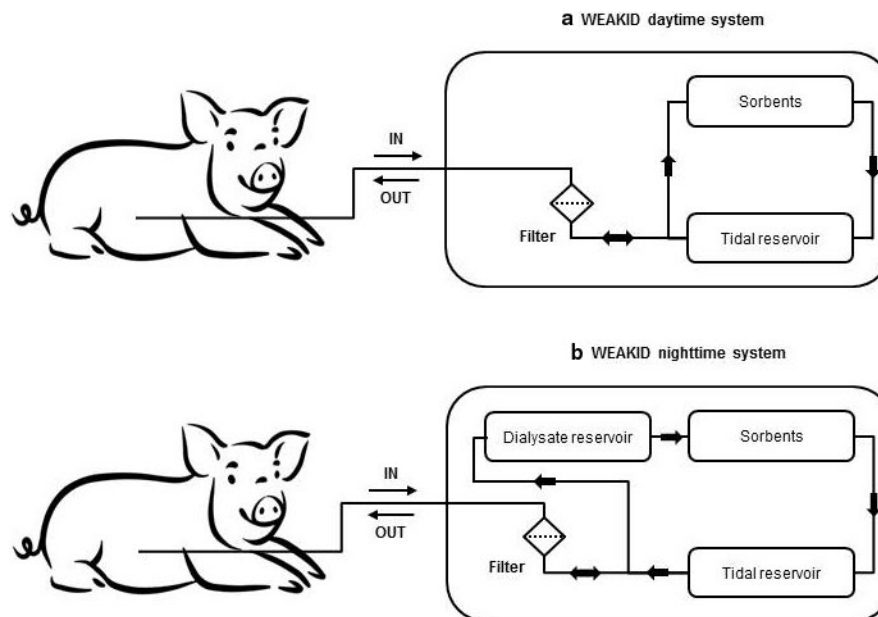 a WEAKID daytime system
Sorbents
IN
OUT
Filter
Tidal reservoir
b WEAKID nighttime system
Dialysate reservoir
Sorbents
IN
OUT
Filter
Tidal reservoir